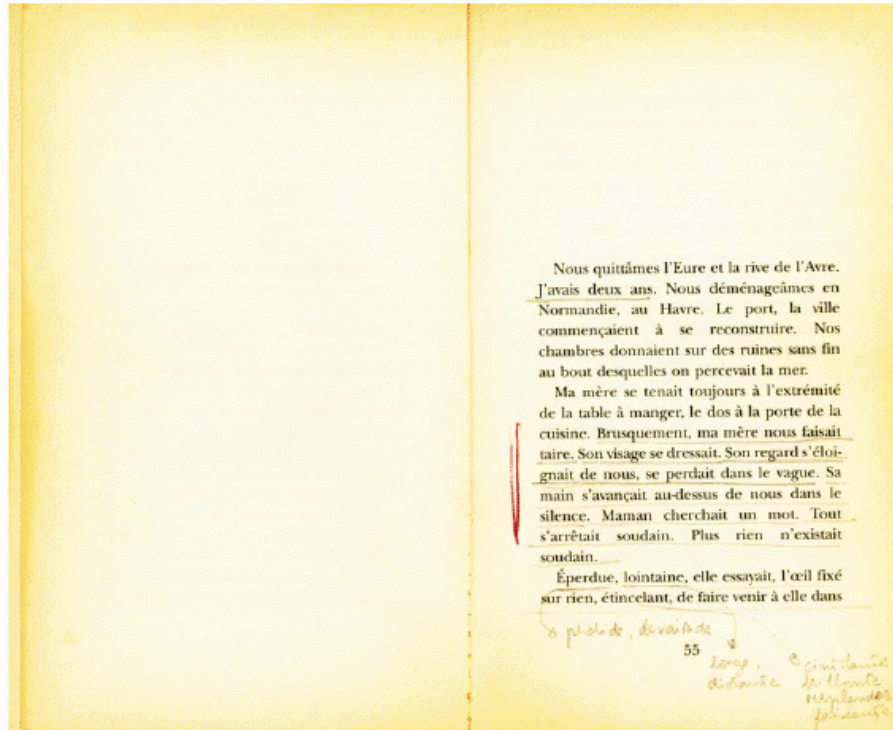 Nous quittâmes l'Eure et la rive de l'Avre.
J'avais deux ans. Nous déménageâmes en
Normandie, au Havre. Le port, la ville
commençaient à se reconstruire. Nos
chambres donnaient sur des ruines sans fin
au bout desquelles on percevait la mer.
Ma mère se tenait toujours à l'extrémité
de la table à manger, le dos à la porte de la
cuisine. Brusquement, ma mère nous faisait
taire. Son visage se dressait. Son regard s'éloi-
gnait de nous, se perdait dans le vague. Sa
main s'avançait au-dessus de nous dans le
silence. Maman cherchait un mot. Tout
s'arrêtait soudain. Plus rien n'existait
soudain.
Éperdue, lointaine, elle essayait, l'œil fixé
sur rien, étincelant, de faire venir à elle dans
55
distante